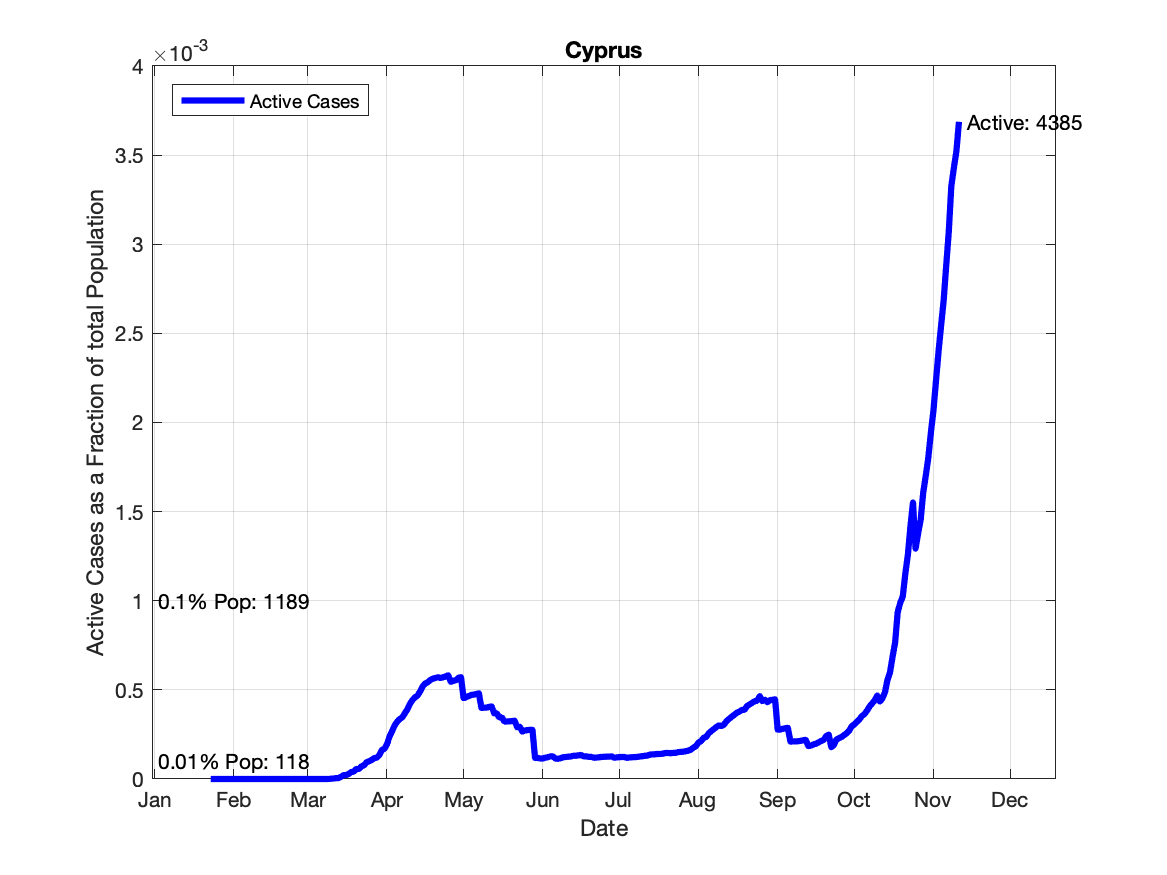 Cyprus
×10-3
Active Cases
Active: 4385
4
3.5
3
2.5
2
1.5
1
0.5
0
0.1% Pop: 1189
0.01% Pop: 118
Active Cases as a Fraction of total Population
Jan Feb Mar Apr May Jun Jul Aug Sep Oct Nov Dec
Date